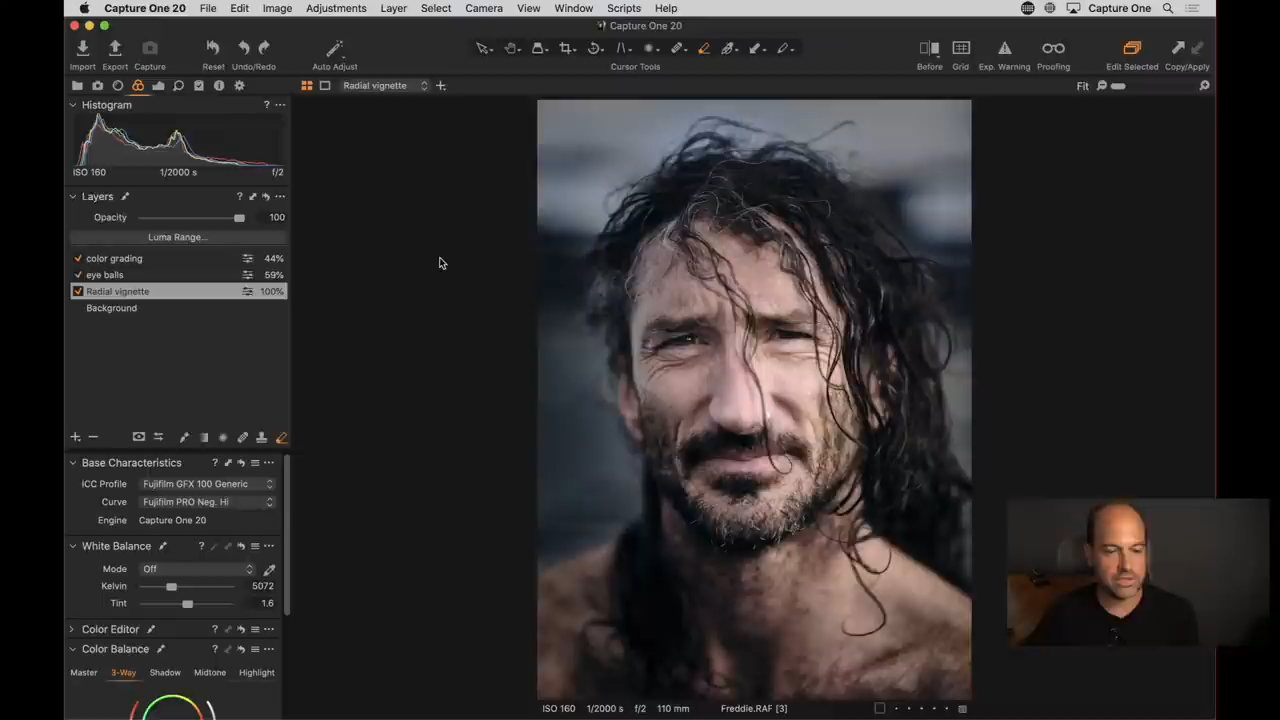 Capture One 20 File Edit Image Adjustments Layer Select Camera View Window Scripts Help Capture One
Capture One 20
Import Export Capture Reset Undo/Redo Auto Adjust Cursor Tools Before Grid Exp. Warning Proofing Edit Selected Copy/Apply
Radial vignette Fit
Histogram ?
ISO 160 1/2000 s f/2
Layers ?
Opacity 100
Luma Range...
color grading 44%
eye balls 59%
Radial vignette 100%
Background
Base Characteristics ?
ICC Profile Fujifilm GFX 100 Generic
Curve Fujifilm PRO Neg. Hi
Engine Capture One 20
White Balance ?
Mode Off
Kelvin 5072
Tint 1.6
Color Editor ?
Color Balance ?
Master 3-Way Shadow Midtone Highlight
ISO 160 1/2000 s f/2 110 mm Freddie.RAF [3]